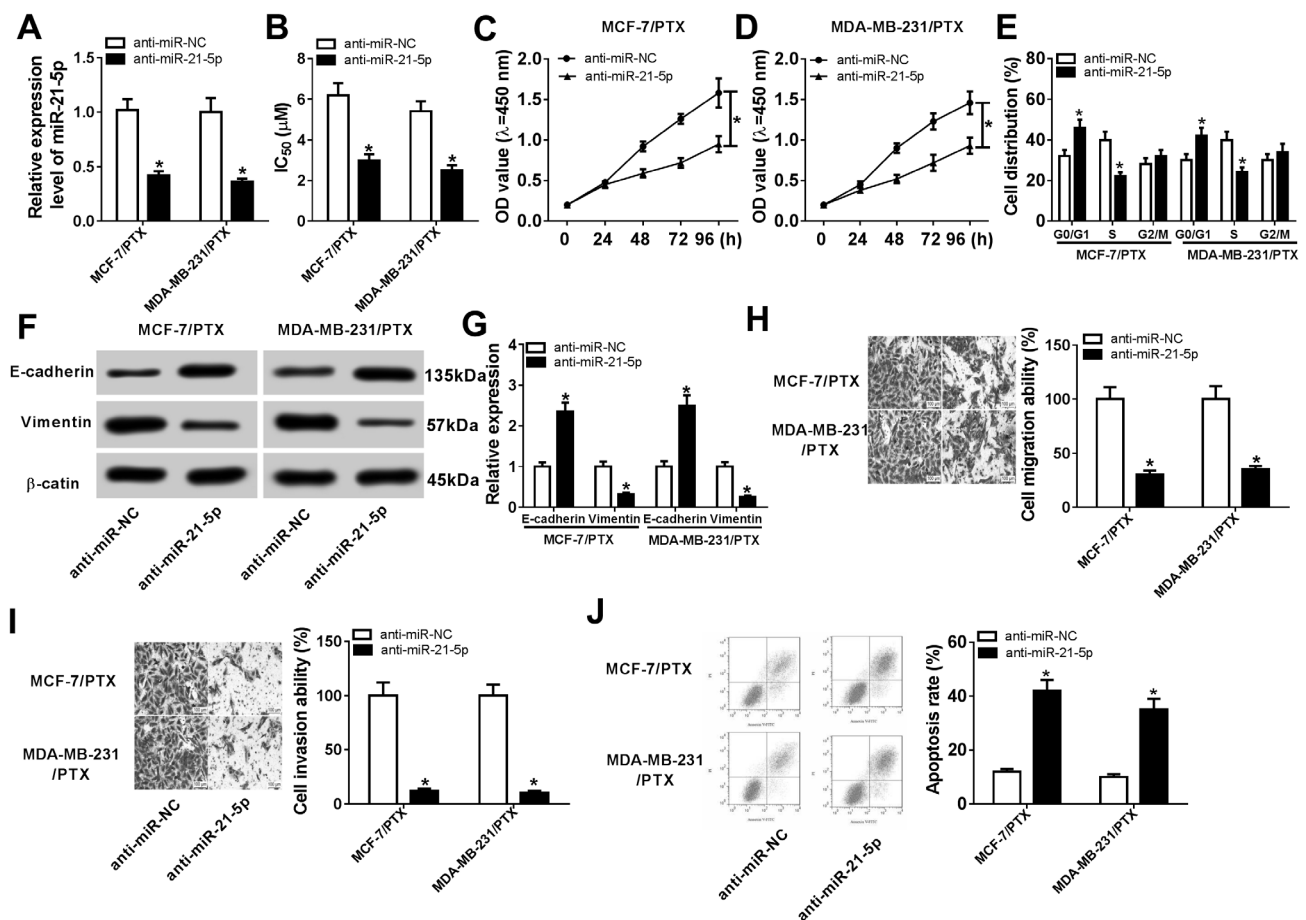 A
anti-miR-NC
anti-miR-21-5p
Relative expression
level of miR-21-5p
1.5
1.0
0.5
0.0
MCF-7/PTX
MDA-MB-231/PTX
B
anti-miR-NC
anti-miR-21-5p
IC50 (μM)
9
6
3
0
MCF-7/PTX
MDA-MB-231/PTX
C
MCF-7/PTX
anti-miR-NC
anti-miR-21-5p
OD value (λ=450 nm)
2.0
1.5
1.0
0.5
0.0
*
0 24 48 72 96 (h)
D
MDA-MB-231/PTX
anti-miR-NC
anti-miR-21-5p
OD value (λ=450 nm)
2.0
1.5
1.0
0.5
0.0
*
0 24 48 72 96 (h)
E
anti-miR-NC
anti-miR-21-5p
Cell distribution (%)
80
60
40
20
0
G0/G1 S G2/M G0/G1 S G2/M
MCF-7/PTX MDA-MB-231/PTX
F
MCF-7/PTX MDA-MB-231/PTX
E-cadherin 135kDa
Vimentin 57kDa
β-catin 45kDa
anti-miR-NC
anti-miR-21-5p
anti-miR-NC
anti-miR-21-5p
G
anti-miR-NC
anti-miR-21-5p
Relative expression
4
3
2
1
0
E-cadherin Vimentin E-cadherin Vimentin
MCF-7/PTX MDA-MB-231/PTX
H
MCF-7/PTX
MDA-MB-231
/PTX
100 μm
anti-miR-NC
anti-miR-21-5p
Cell migration ability (%)
150
100
50
0
MCF-7/PTX
MDA-MB-231/PTX
I
MCF-7/PTX
MDA-MB-231
/PTX
100 μm
anti-miR-NC
anti-miR-21-5p
anti-miR-NC
anti-miR-21-5p
Cell invasion ability (%)
150
100
50
0
MCF-7/PTX
MDA-MB-231/PTX
J
MCF-7/PTX
MDA-MB-231
/PTX
Annexin V-FITC
Annexin V-FITC
Annexin V-FITC
Annexin V-FITC
anti-miR-NC
anti-miR-21-5p
anti-miR-NC
anti-miR-21-5p
Apoptosis rate (%)
60
40
20
0
MCF-7/PTX
MDA-MB-231/PTX